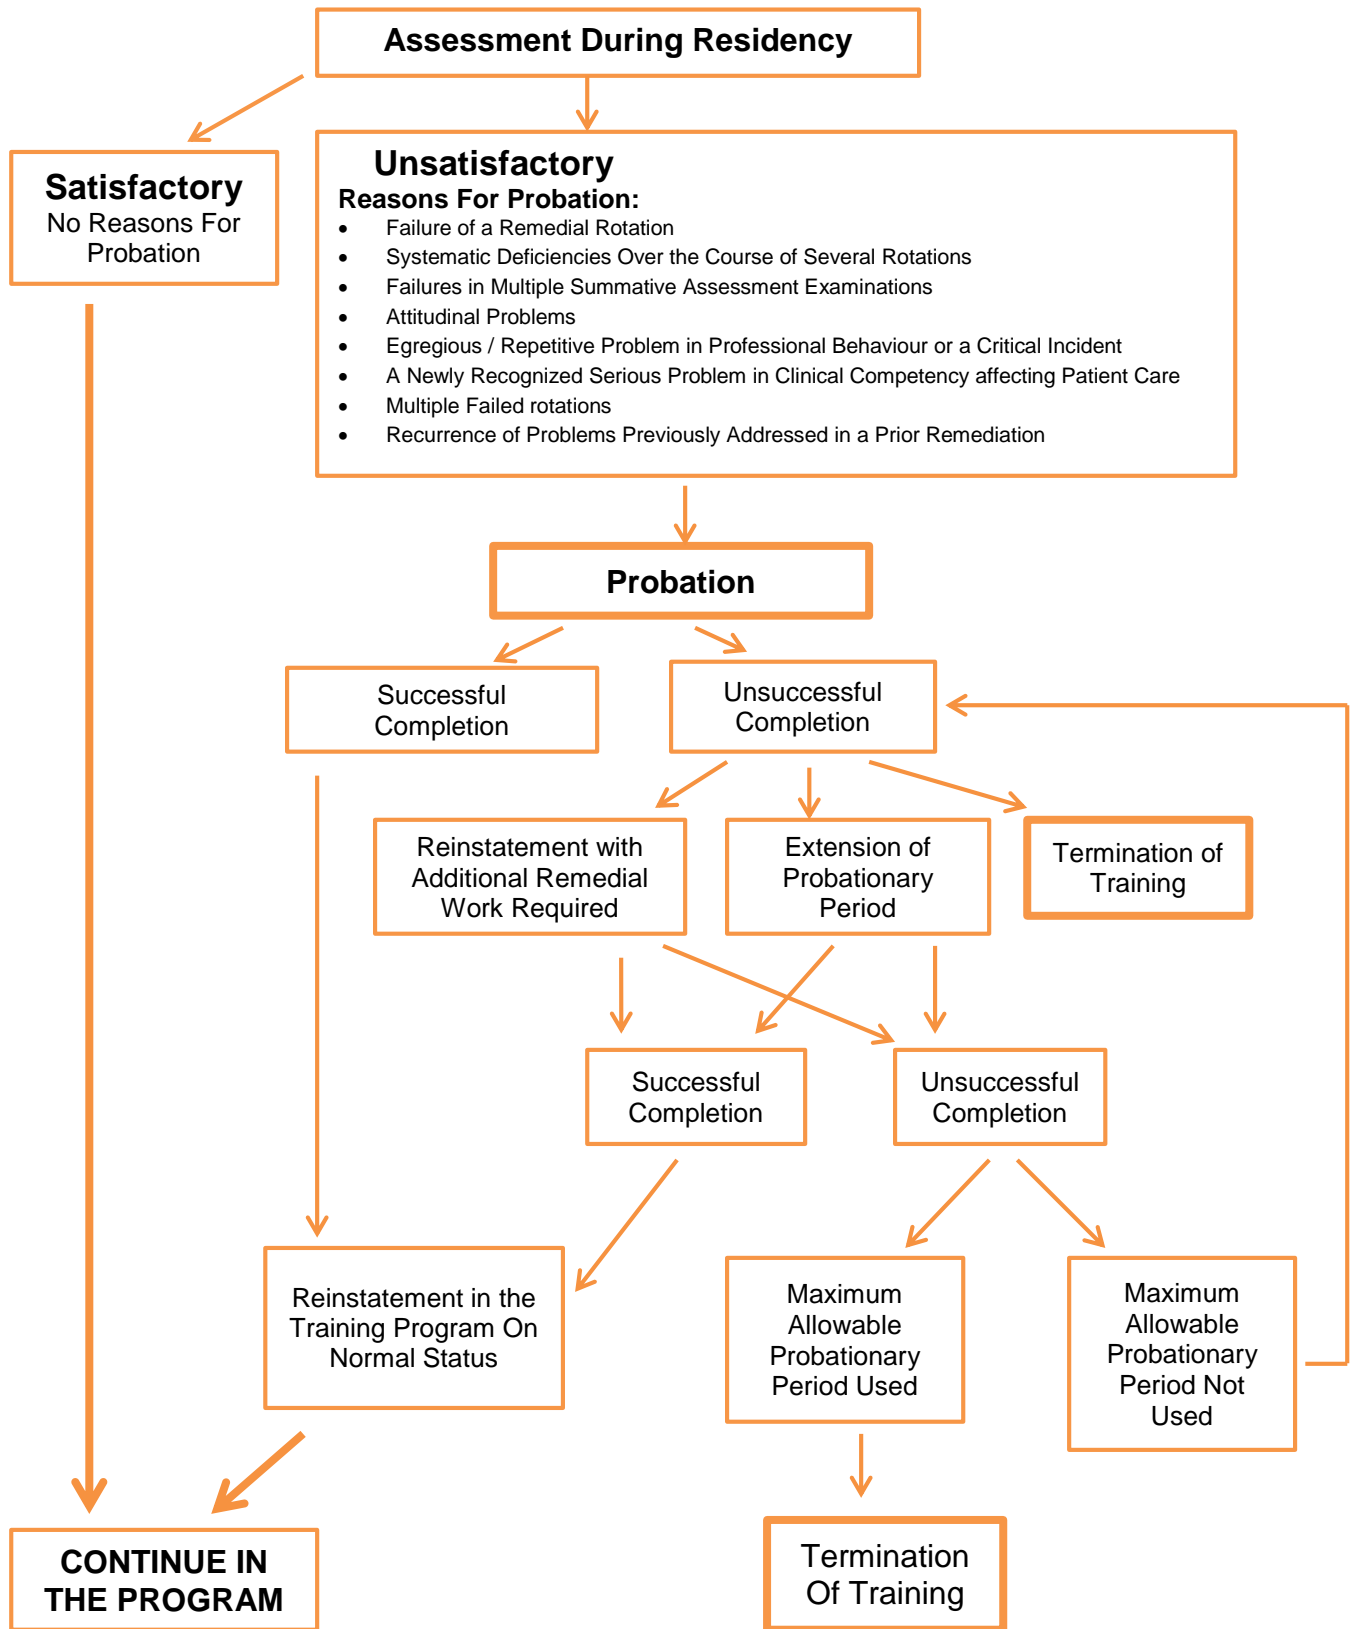 Assessment During Residency
Satisfactory
No Reasons For
Probation
Unsatisfactory
Reasons For Probation:
• Failure of a Remedial Rotation
• Systematic Deficiencies Over the Course of Several Rotations
• Failures in Multiple Summative Assessment Examinations
• Attitudinal Problems
• Egregious / Repetitive Problem in Professional Behaviour or a Critical Incident
• A Newly Recognized Serious Problem in Clinical Competency affecting Patient Care
• Multiple Failed rotations
• Recurrence of Problems Previously Addressed in a Prior Remediation
Probation
Successful
Completion
Unsuccessful
Completion
Reinstatement with
Additional Remedial
Work Required
Extension of
Probationary
Period
Termination of
Training
Successful
Completion
Unsuccessful
Completion
Reinstatement in the
Training Program On
Normal Status
Maximum
Allowable
Probationary
Period Used
Maximum
Allowable
Probationary
Period Not
Used
CONTINUE IN
THE PROGRAM
Termination
Of Training